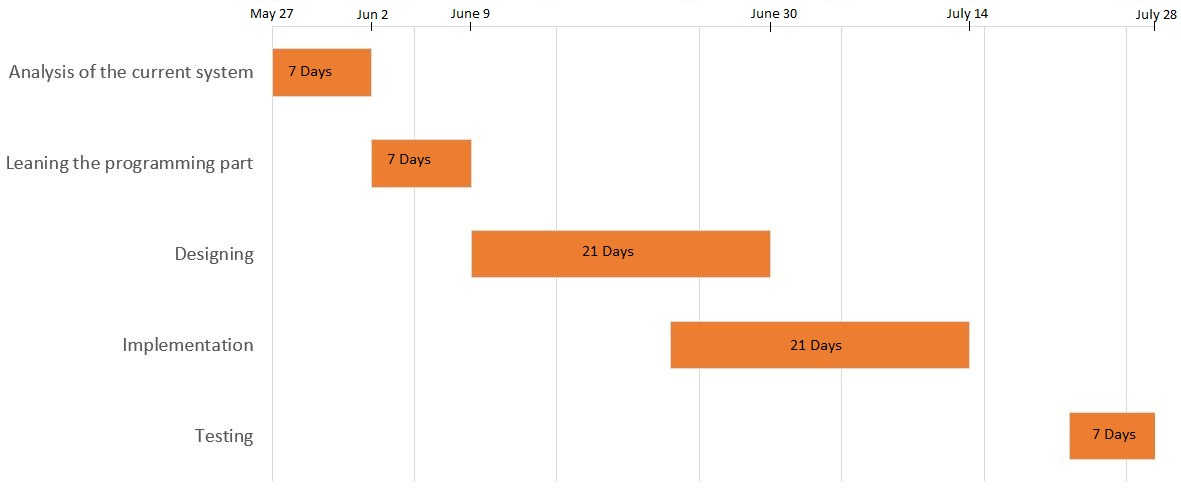 May 27 Jun 2 June 9 June 30 July 14 July 28
Analysis of the current system 7 Days
Leaning the programming part 7 Days
Designing 21 Days
Implementation 21 Days
Testing 7 Days